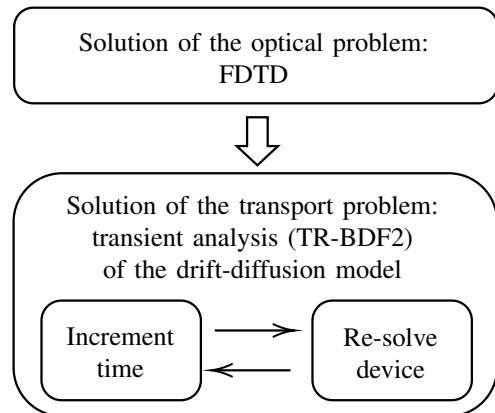 Solution of the optical problem:
FDTD
Solution of the transport problem:
transient analysis (TR-BDF2)
of the drift-diffusion model
Increment
time
Re-solve
device